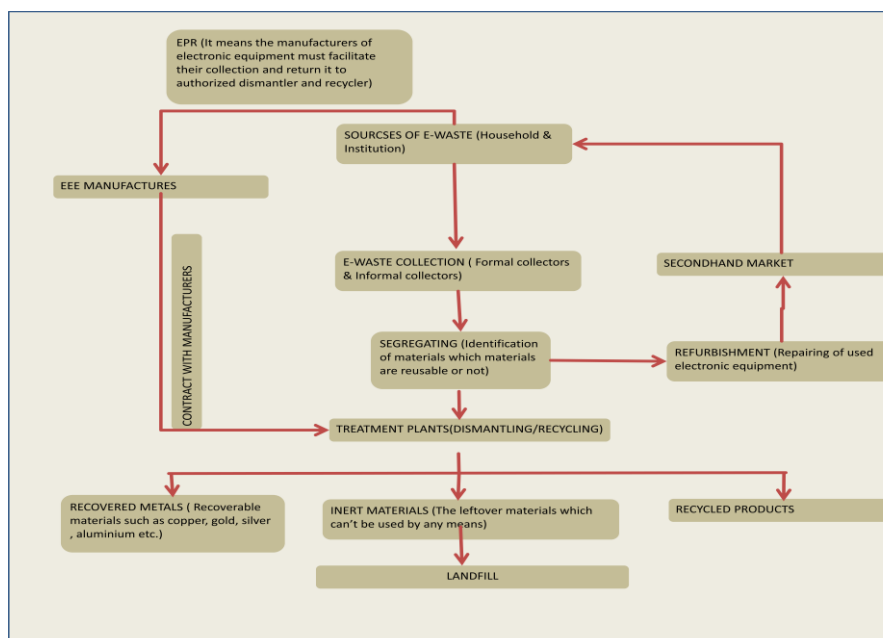 EPR (It means the manufacturers of
electronic equipment must facilitate
their collection and return it to
authorized dismantler and recycler)
SOURCSES OF E-WASTE (Household &
Institution)
EEE MANUFACTURES
CONTRACT WITH MANUFACTURERS
E-WASTE COLLECTION ( Formal collectors
& Informal collectors)
SECONDHAND MARKET
SEGREGATING (Identification
of materials which materials
are reusable or not)
REFURBISHMENT (Repairing of used
electronic equipment)
TREATMENT PLANTS(DISMANTLING/RECYCLING)
RECOVERED METALS ( Recoverable
materials such as copper, gold, silver
, aluminium etc.)
INERT MATERIALS (The leftover materials which
can't be used by any means)
RECYCLED PRODUCTS
LANDFILL